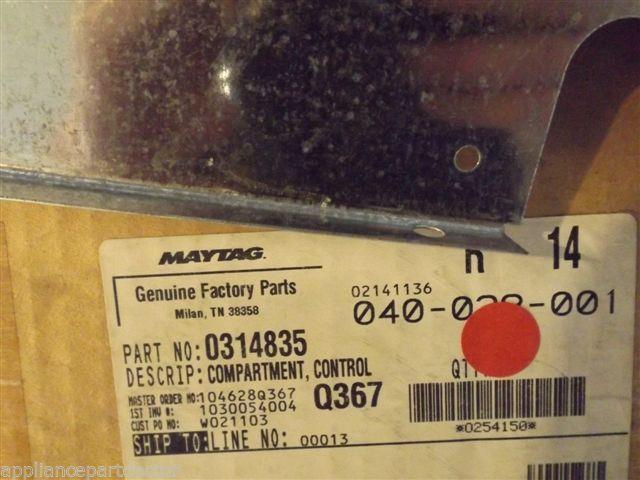 MAYTAG.
Genuine Factory Parts
Milan, TN 38358
14
02141136
PART NO: 0314835
DESCRIP: COMPARTMENT, CONTROL
MASTER ORDER NO: 104628Q367
1ST INV #: 1030054004
CUST PO NO: W021103
Q367
*0254150*
SHIP TO: LINE NO: 00013
appliancepart